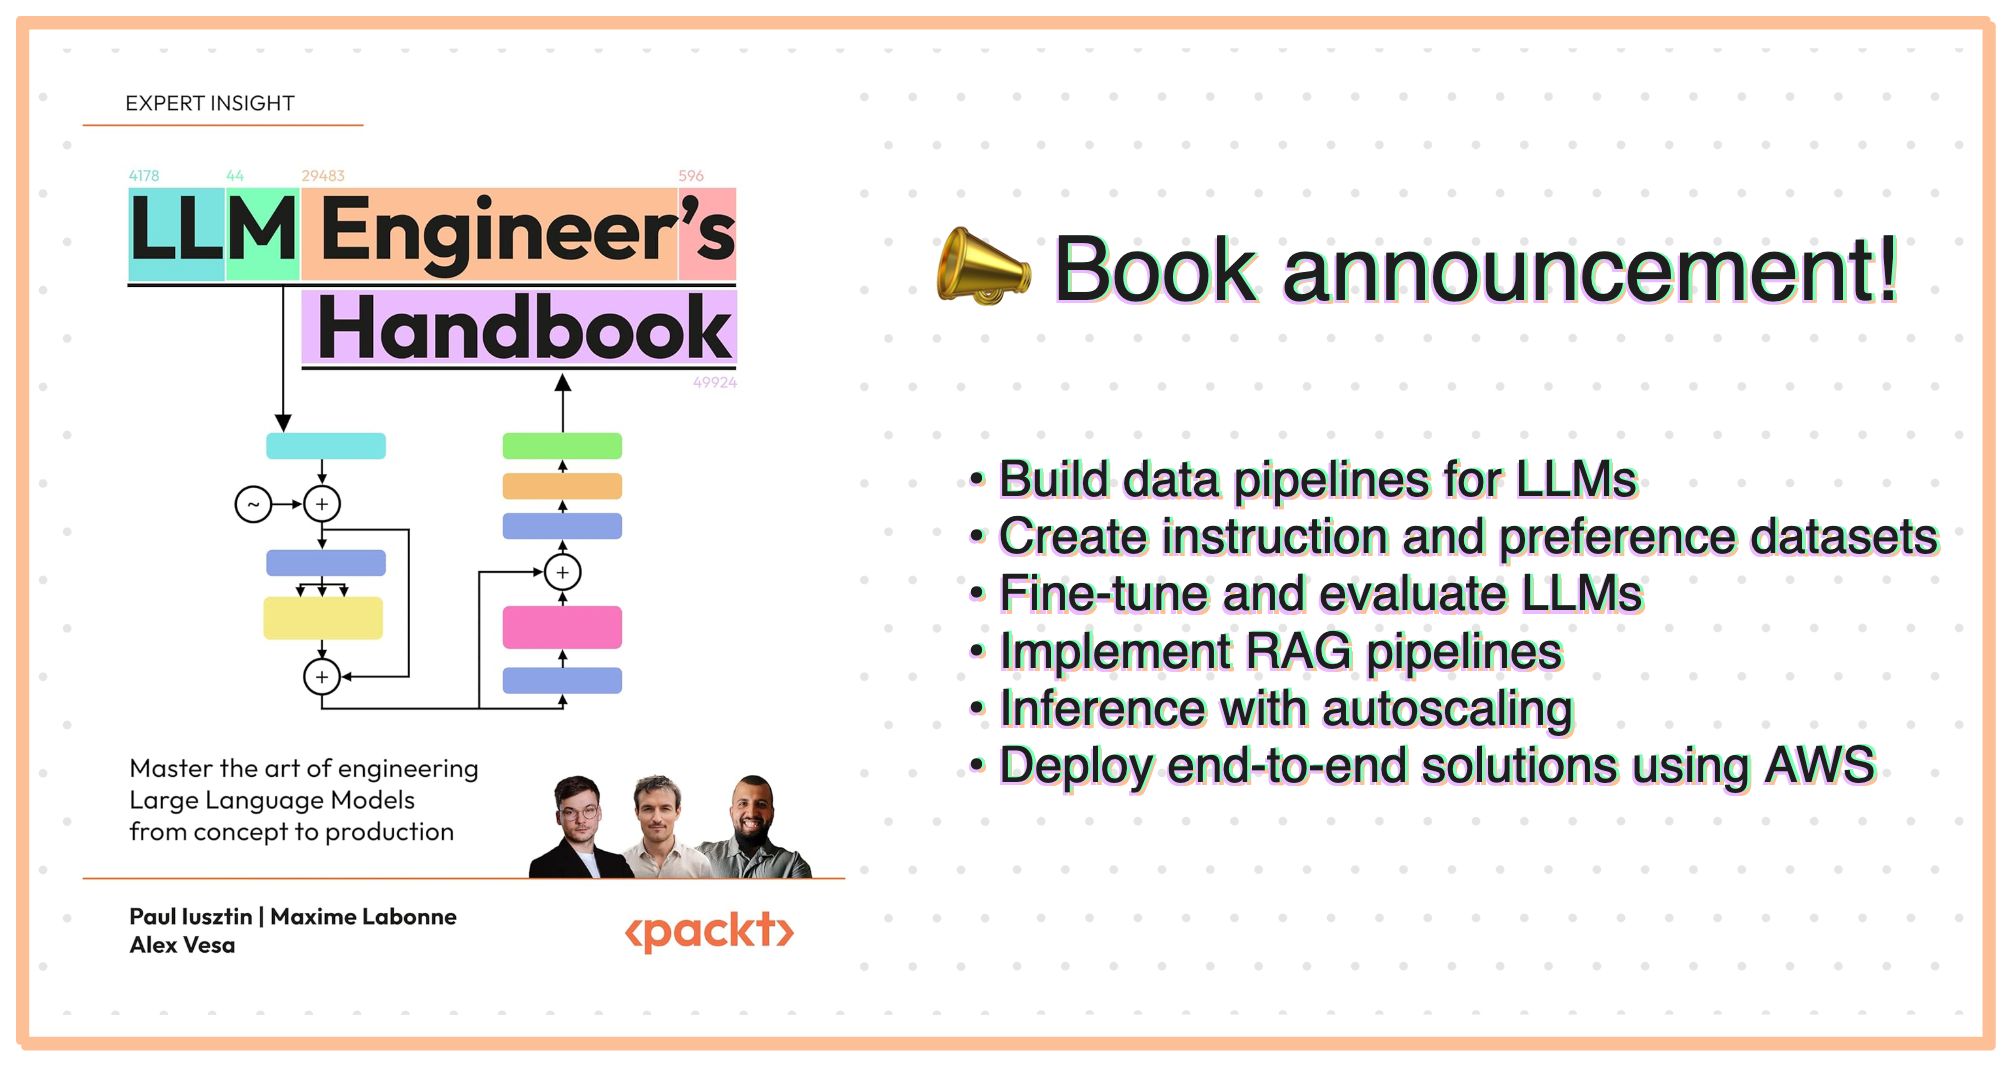 EXPERT INSIGHT
4178 44 29483 596
LLM Engineer’s
Handbook
49924
~ +
+
+
Master the art of engineering
Large Language Models
from concept to production
Paul Iusztin | Maxime Labonne
Alex Vesa
<packt>
📣 Book announcement!
• Build data pipelines for LLMs
• Create instruction and preference datasets
• Fine-tune and evaluate LLMs
• Implement RAG pipelines
• Inference with autoscaling
• Deploy end-to-end solutions using AWS